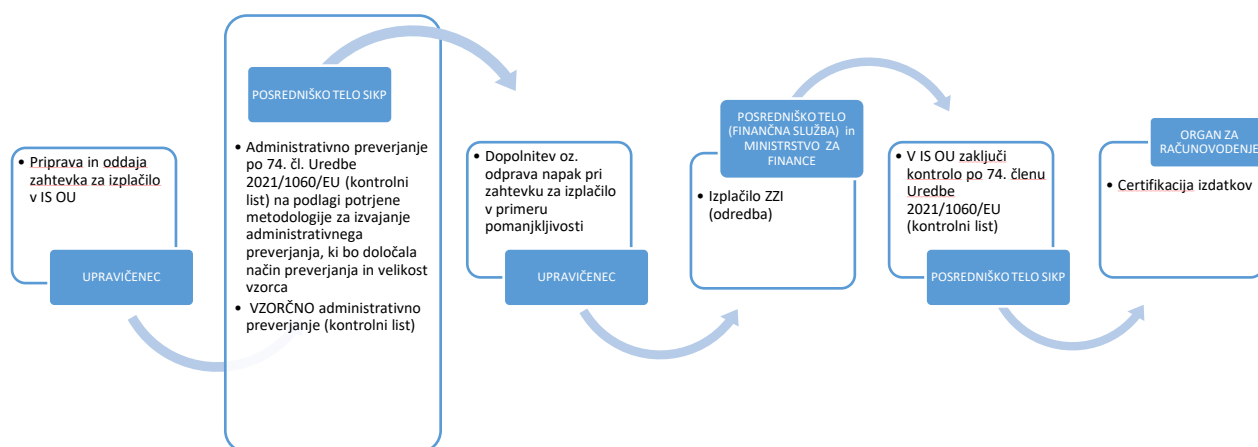 • Priprava in oddaja
zahtevka za izplačilo
v IS OU
UPRAVIČENEC
POSREDNIŠKO TELO SIKP
• Administrativno preverjanje
po 74. čl. Uredbe
2021/1060/EU (kontrolni
list) na podlagi potrjene
metodologije za izvajanje
administrativnega
preverjanja, ki bo določala
način preverjanja in velikost
vzorca
• VZORČNO administrativno
preverjanje (kontrolni list)
• Dopolnitev oz.
odprava napak pri
zahtevku za izplačilo
v primeru
pomanjkljivosti
UPRAVIČENEC
POSREDNIŠKO TELO
(FINANČNA SLUŽBA) in
MINISTRSTVO ZA
FINANCE
• Izplačilo ZZI
(odredba)
• V IS OU zaključi
kontrolo po 74. členu
Uredbe
2021/1060/EU
(kontrolni list)
POSREDNIŠKO TELO SIKP
ORGAN ZA
RAČUNOVODENJE
• Certifikacija izdatkov